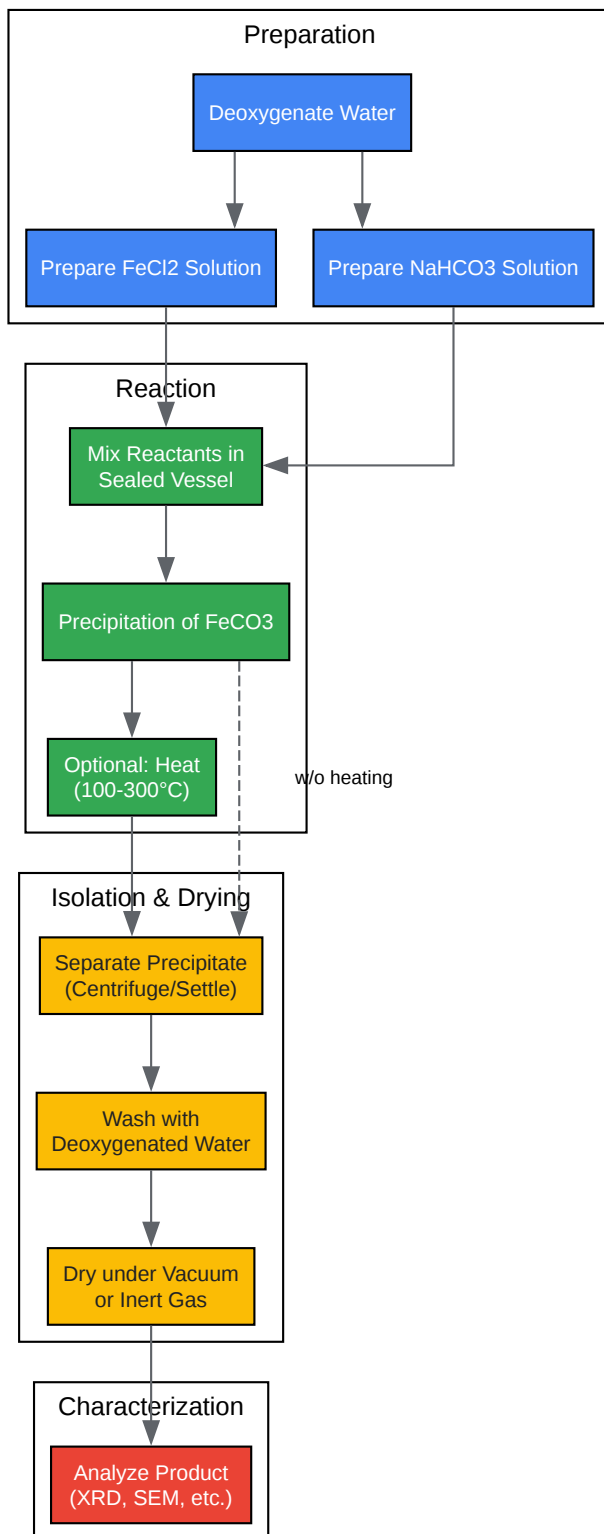 Preparation
Deoxygenate Water
Prepare FeCl2 Solution
Prepare NaHCO3 Solution
Reaction
Mix Reactants in
Sealed Vessel
Precipitation of FeCO3
Optional: Heat
(100-300°C)
w/o heating
Isolation & Drying
Separate Precipitate
(Centrifuge/Settle)
Wash with
Deoxygenated Water
Dry under Vacuum
or Inert Gas
Characterization
Analyze Product
(XRD, SEM, etc.)